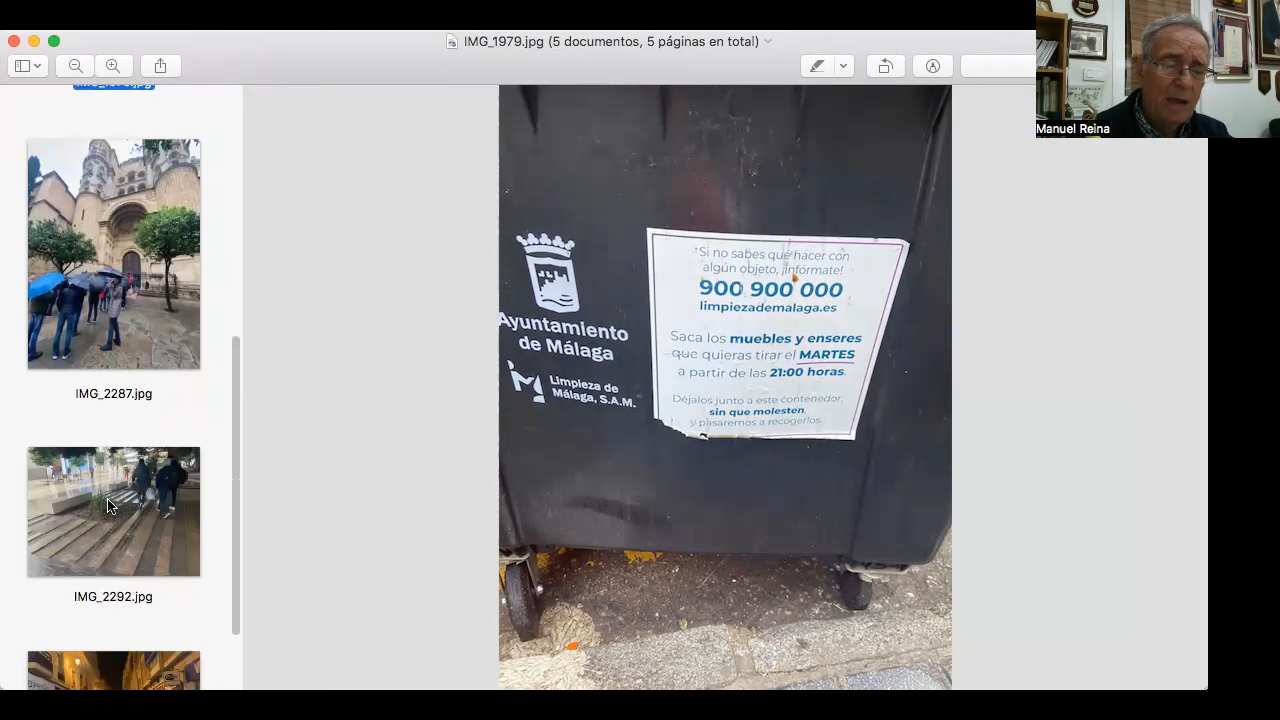 IMG_1979.jpg (5 documentos, 5 páginas en total)
Manuel Reina
IMG_2287.jpg
IMG_2292.jpg
Ayuntamiento
de Málaga
Limpieza de
Málaga, S.A.M.
Si no sabes qué hacer con
algún objeto, ¡infórmate!
900 900 000
limpiezademalaga.es
Saca los muebles y enseres
que quieras tirar el MARTES
a partir de las 21:00 horas.
Déjalos junto a este contenedor,
sin que molesten,
y pasaremos a recogerlos.